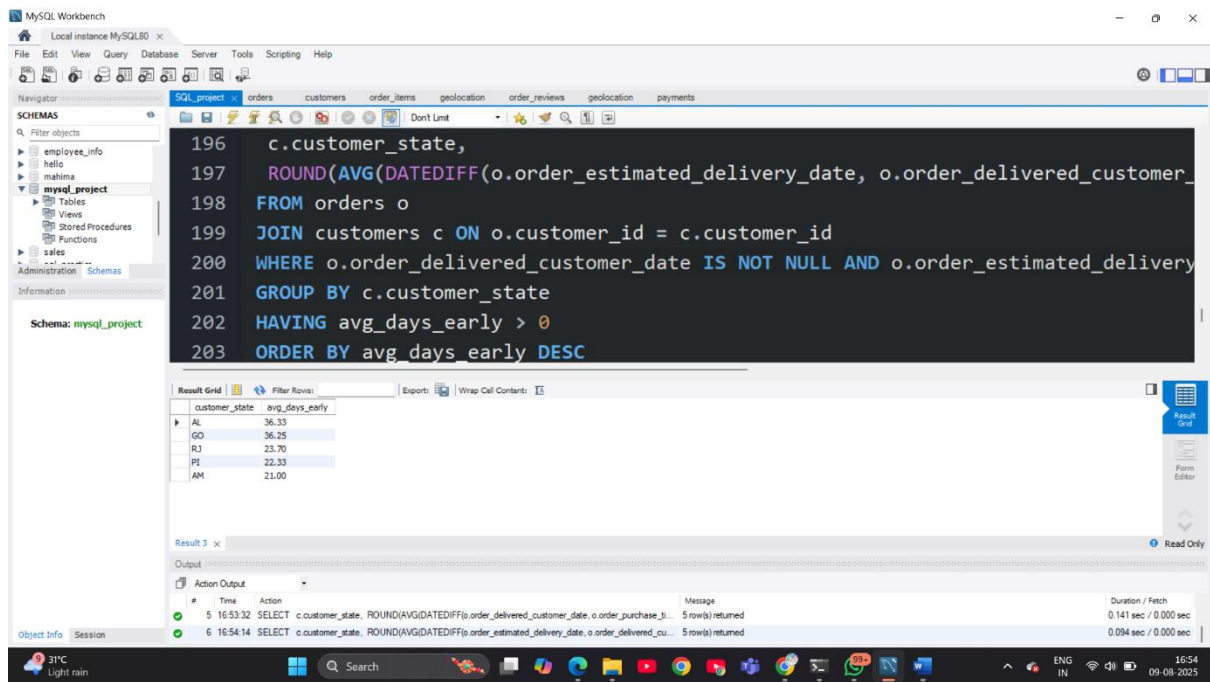 MySQL Workbench
Local instance MySQL80 ×
File Edit View Query Database Server Tools Scripting Help
Navigator
SQL_project × orders customers order_items geolocation order_reviews geolocation payments
SCHEMAS
Don't Limit
Filter objects
employee_info
hello
mahima
mysql_project
Tables
Views
Stored Procedures
Functions
sales
Administration Schemas
Information
Schema: mysql_project
196 c.customer_state,
197 ROUND(AVG(DATEDIFF(o.order_estimated_delivery_date, o.order_delivered_customer_
198 FROM orders o
199 JOIN customers c ON o.customer_id = c.customer_id
200 WHERE o.order_delivered_customer_date IS NOT NULL AND o.order_estimated_delivery
201 GROUP BY c.customer_state
202 HAVING avg_days_early > 0
203 ORDER BY avg_days_early DESC
Result Grid Filter Rows: Export: Wrap Cell Content:
customer_state avg_days_early
AL 36.33
GO 36.25
RJ 23.70
PI 22.33
AM 21.00
Result Grid
Form Editor
Result 3 × Read Only
Output
Action Output
# Time Action Message Duration / Fetch
5 16:53:32 SELECT c.customer_state, ROUND(AVG(DATEDIFF(o.order_delivered_customer_date, o.order_purchase_ti... 5 row(s) returned 0.141 sec / 0.000 sec
6 16:54:14 SELECT c.customer_state, ROUND(AVG(DATEDIFF(o.order_estimated_delivery_date, o.order_delivered_cu... 5 row(s) returned 0.094 sec / 0.000 sec
Object Info Session
9 31°C
Light rain
Search
99+
ENG
IN
16:54
09-08-2025